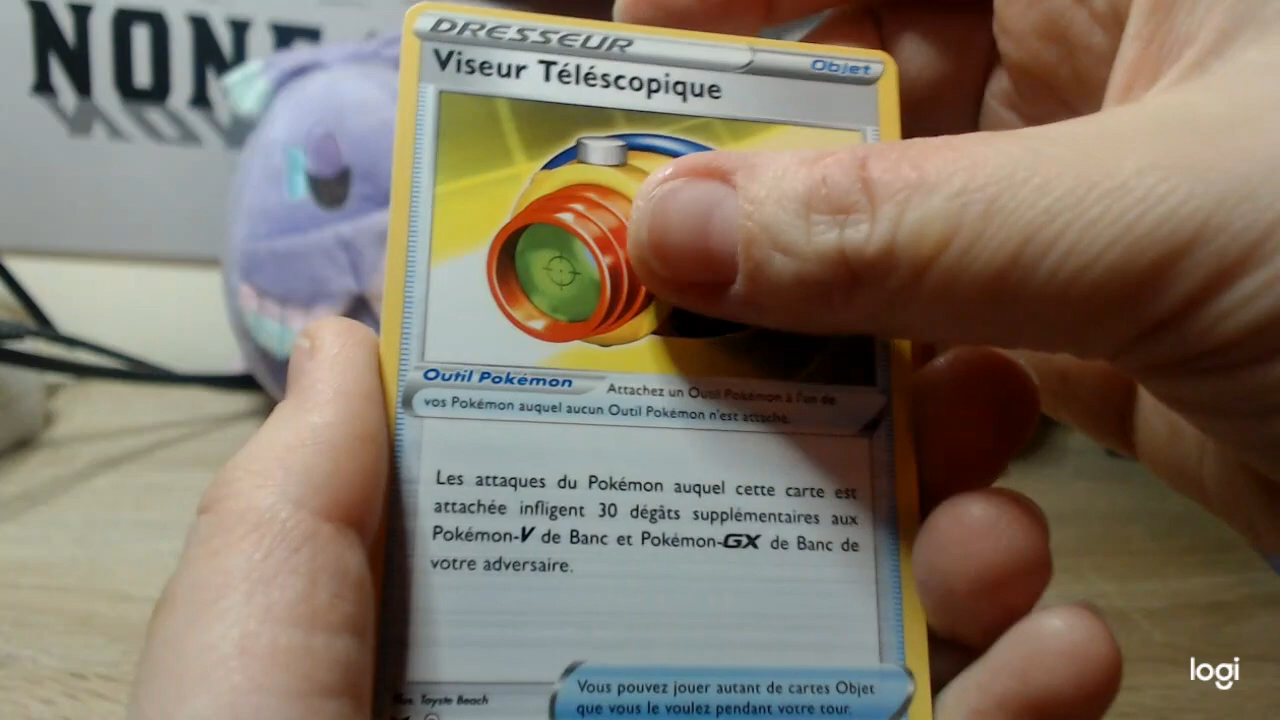 NON
DRESSEUR
Objet
Viseur Téléscopique
Outil Pokémon Attachez un Outil Pokémon à l'un de
vos Pokémon auquel aucun Outil Pokémon n'est attaché.
Les attaques du Pokémon auquel cette carte est
attachée infligent 30 dégâts supplémentaires aux
Pokémon-V de Banc et Pokémon-GX de Banc de
votre adversaire.
Toyste Beach
Vous pouvez jouer autant de cartes Objet
que vous le voulez pendant votre tour.
logi